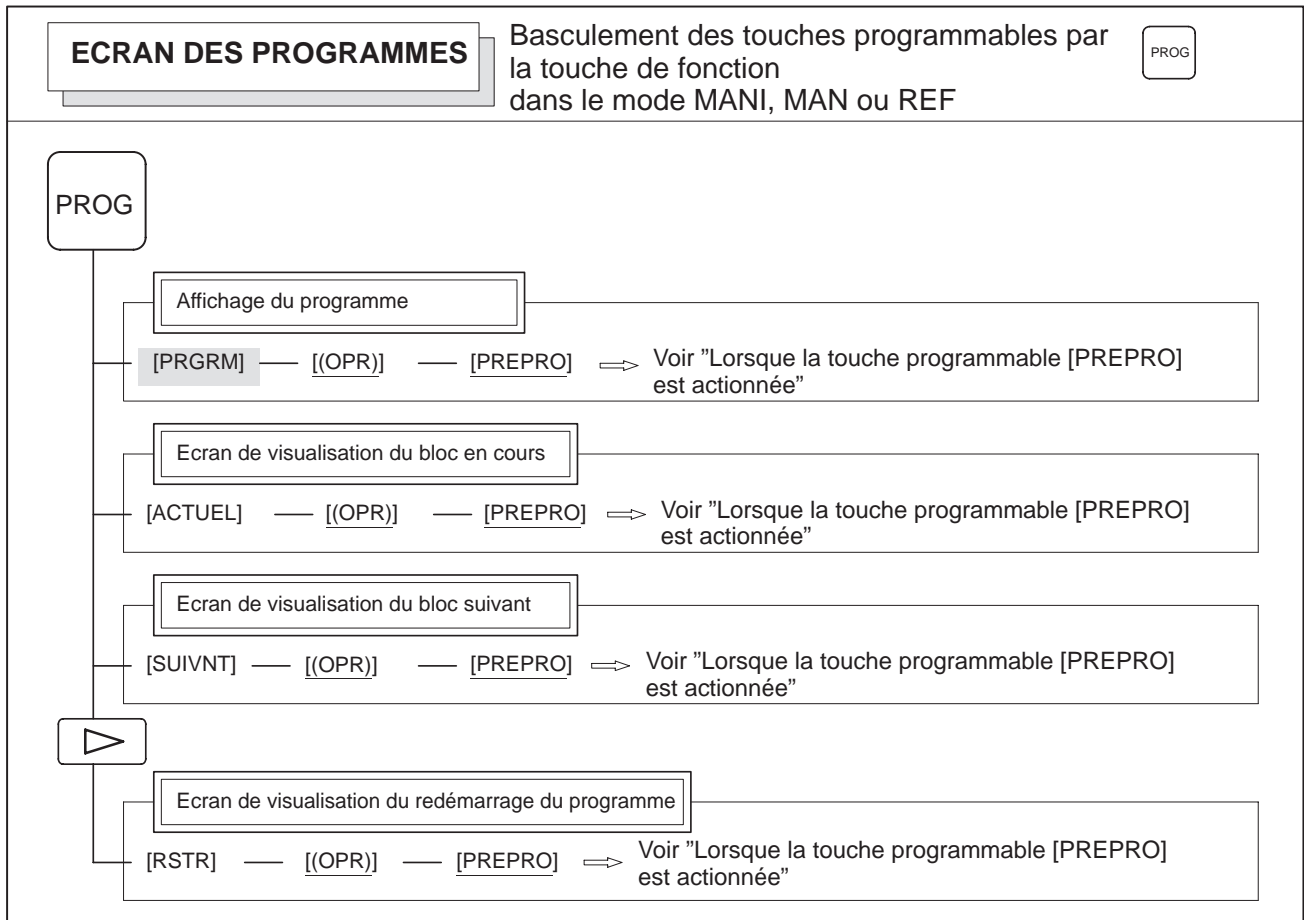 ECRAN DES PROGRAMMES
Basculement des touches programmables par
la touche de fonction
dans le mode MANI, MAN ou REF
PROG
PROG
Affichage du programme
[PRGRM] [(OPR)] [PREPRO] Voir ”Lorsque la touche programmable [PREPRO]
est actionnée”
Ecran de visualisation du bloc en cours
[ACTUEL] [(OPR)] [PREPRO] Voir ”Lorsque la touche programmable [PREPRO]
est actionnée”
Ecran de visualisation du bloc suivant
[SUIVNT] [(OPR)] [PREPRO] Voir ”Lorsque la touche programmable [PREPRO]
est actionnée”
Ecran de visualisation du redémarrage du programme
[RSTR] [(OPR)] [PREPRO] Voir ”Lorsque la touche programmable [PREPRO]
est actionnée”